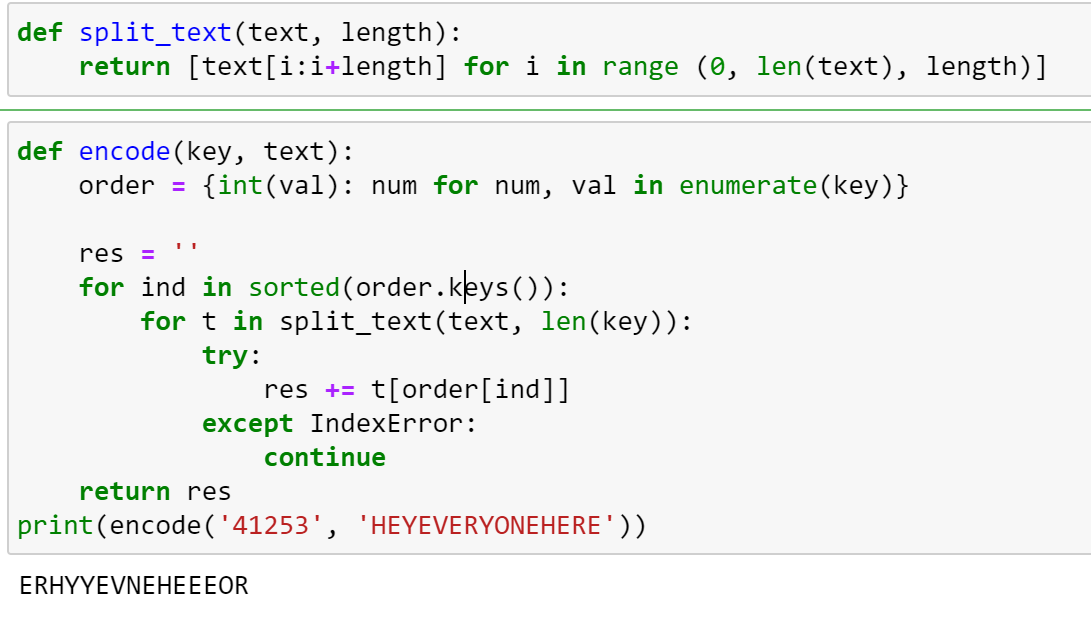 def split_text(text, length):
    return [text[i:i+length] for i in range (0, len(text), length)]
def encode(key, text):
    order = {int(val): num for num, val in enumerate(key)}
    res = ''
    for ind in sorted(order.keys()):
        for t in split_text(text, len(key)):
            try:
                res += t[order[ind]]
            except IndexError:
                continue
    return res
print(encode('41253', 'HEYEVERYONEHERE'))
ERHYYEVNEHEEEOR